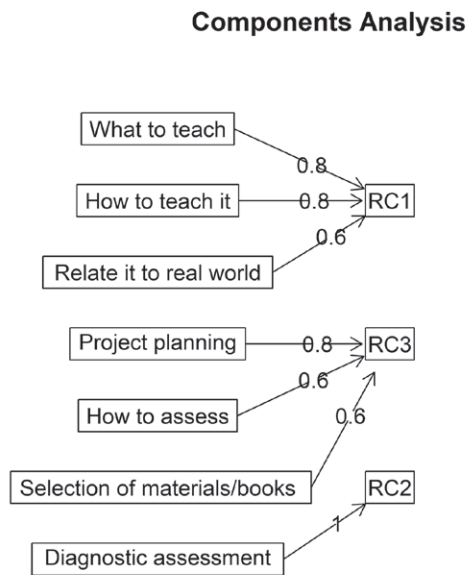 Components Analysis
What to teach
0.8
How to teach it
0.8
RC1
0.6
Relate it to real world
Project planning
0.8
RC3
0.6
How to assess
0.6
Selection of materials/books
RC2
1
Diagnostic assessment